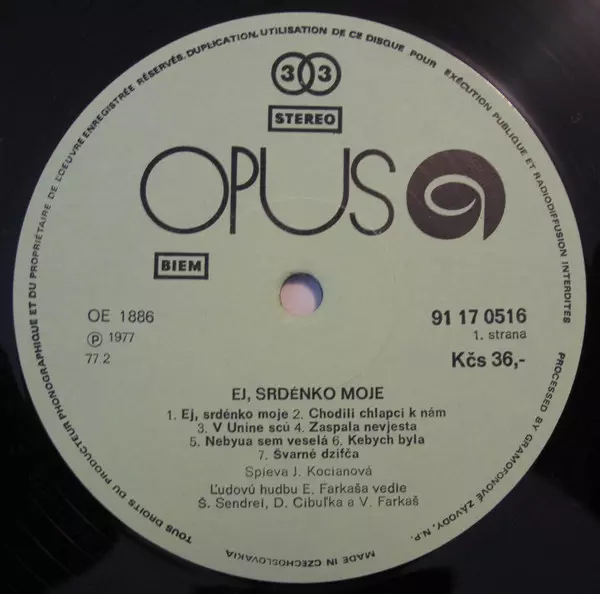 TOUS DROITS DU PRODUCTEUR PHONOGRAPHIQUE ET DU PROPRIÉTAIRE DE L'OEUVRE ENREGISTRÉE RÉSERVÉS. DUPLICATION, UTILISATION DE CE DISQUE POUR EXÉCUTION PUBLIQUE ET RADIODIFFUSION INTERDITES
PROCESSED BY GRAMOFONOVÉ ZÁVODY, N.P.
MADE IN CZECHOSLOVAKIA
33
STEREO
OPUS
BIEM
OE 1886
℗ 1977
77 2
91 17 0516
1. strana
Kčs 36,-
EJ, SRDÉNKO MOJE
1. Ej, srdénko moje 2. Chodili chlapci k nám
3. V Unine scú 4. Zaspala nevjesta
5. Nebyua sem veselá 6. Kebych byla
7. Švarné dzifča
Spieva J. Kocianová
Ľudovú hudbu E. Farkaša vedie
Š. Sendrei, D. Cibuľka a V. Farkaš